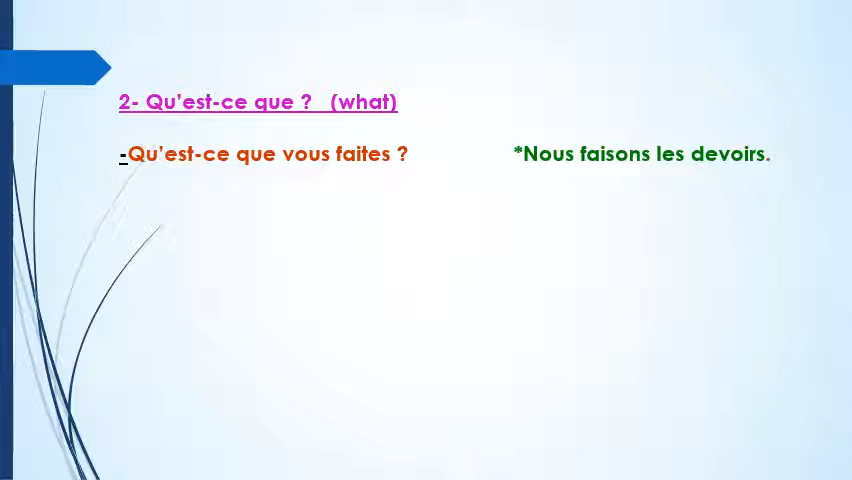 2- Qu’est-ce que ? (what)
-Qu’est-ce que vous faites ? *Nous faisons les devoirs.